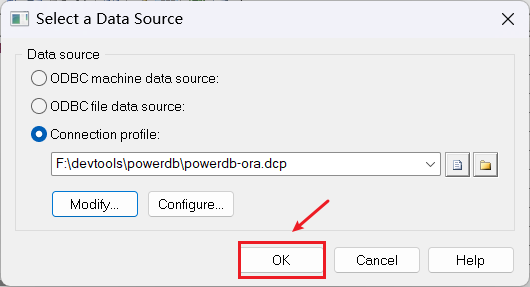 Select a Data Source
Data source
ODBC machine data source:
ODBC file data source:
Connection profile:
F:\devtools\powerdb\powerdb-ora.dcp
Modify... Configure...
OK Cancel Help